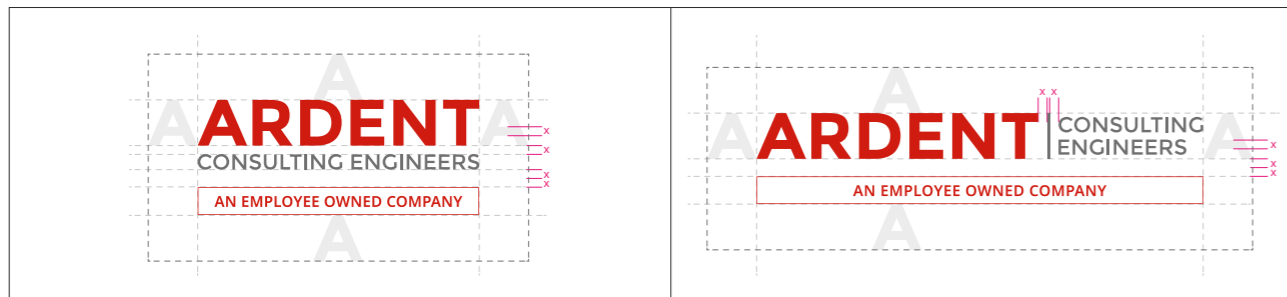 A
A ARDENT A
x
x
CONSULTING ENGINEERS
x
x
AN EMPLOYEE OWNED COMPANY
A
A
x x
A ARDENT CONSULTING A
ENGINEERS
x
x
x
AN EMPLOYEE OWNED COMPANY
A